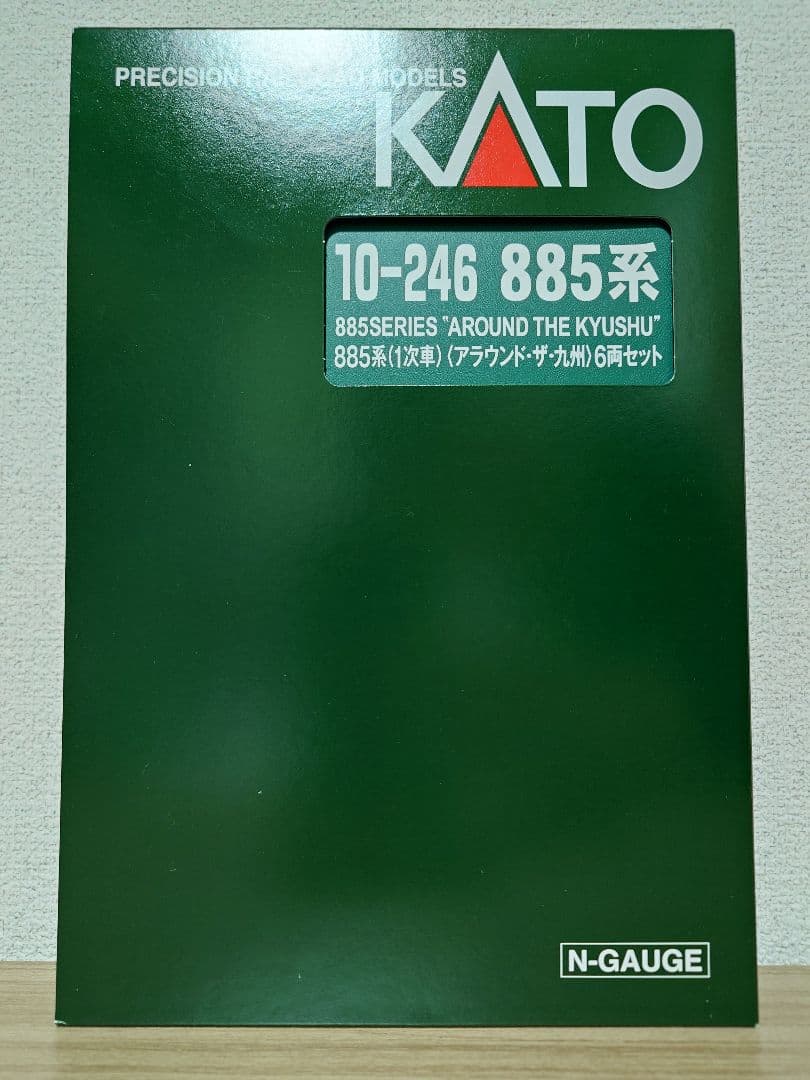 PRECISION RAILROAD MODELS
KATO
10-246 885系
885SERIES "AROUND THE KYUSHU"
885系(1次車)〈アラウンド・ザ・九州〉6両セット
N-GAUGE